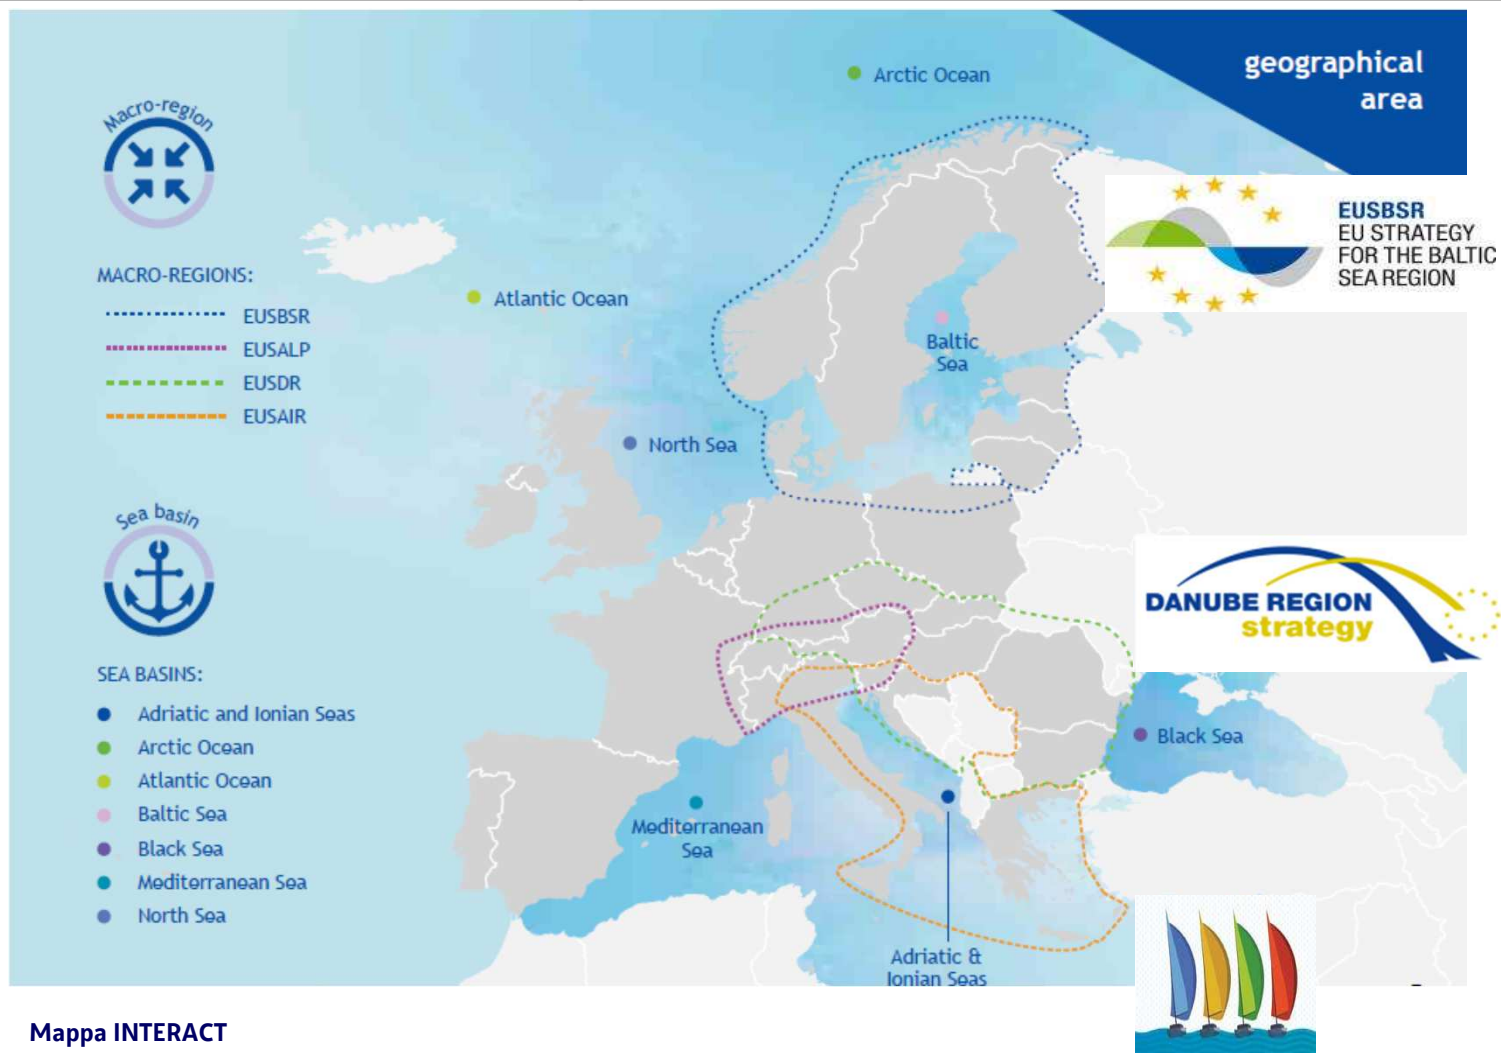 geographical
area
Arctic Ocean
Macro-region
EUSBSR
EU STRATEGY
FOR THE BALTIC
SEA REGION
MACRO-REGIONS:
EUSBSR
EUSALP
EUSDR
EUSAIR
Atlantic Ocean
Baltic
Sea
North Sea
Sea basin
DANUBE REGION
strategy
SEA BASINS:
Adriatic and Ionian Seas
Arctic Ocean
Atlantic Ocean
Baltic Sea
Black Sea
Mediterranean Sea
North Sea
Black Sea
Mediterranean
Sea
Adriatic &
Ionian Seas
Mappa INTERACT